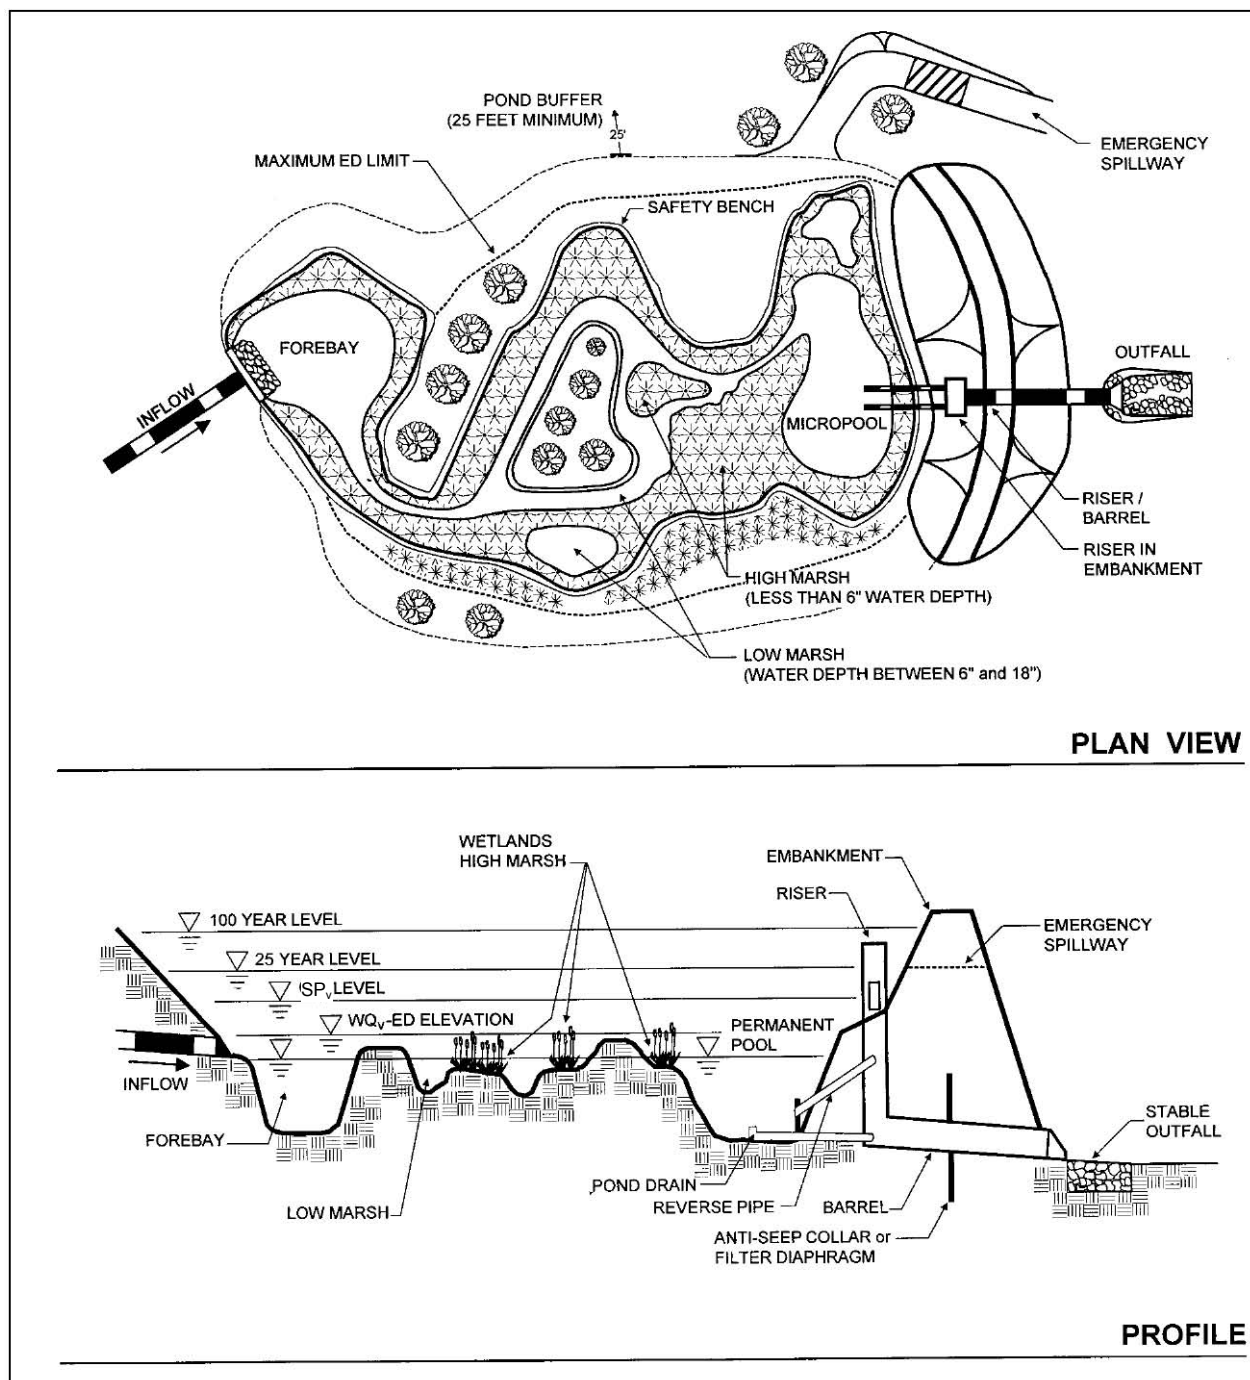 POND BUFFER
(25 FEET MINIMUM)
25'
MAXIMUM ED LIMIT
EMERGENCY
SPILLWAY
SAFETY BENCH
FOREBAY
INFLOW
OUTFALL
MICROPOOL
RISER /
BARREL
RISER IN
EMBANKMENT
HIGH MARSH
(LESS THAN 6" WATER DEPTH)
LOW MARSH
(WATER DEPTH BETWEEN 6" and 18")
PLAN VIEW
WETLANDS
HIGH MARSH
EMBANKMENT
RISER
100 YEAR LEVEL
EMERGENCY
SPILLWAY
25 YEAR LEVEL
SPv LEVEL
WQv-ED ELEVATION
PERMANENT
POOL
INFLOW
FOREBAY
STABLE
OUTFALL
POND DRAIN
LOW MARSH
REVERSE PIPE
BARREL
ANTI-SEEP COLLAR or
FILTER DIAPHRAGM
PROFILE